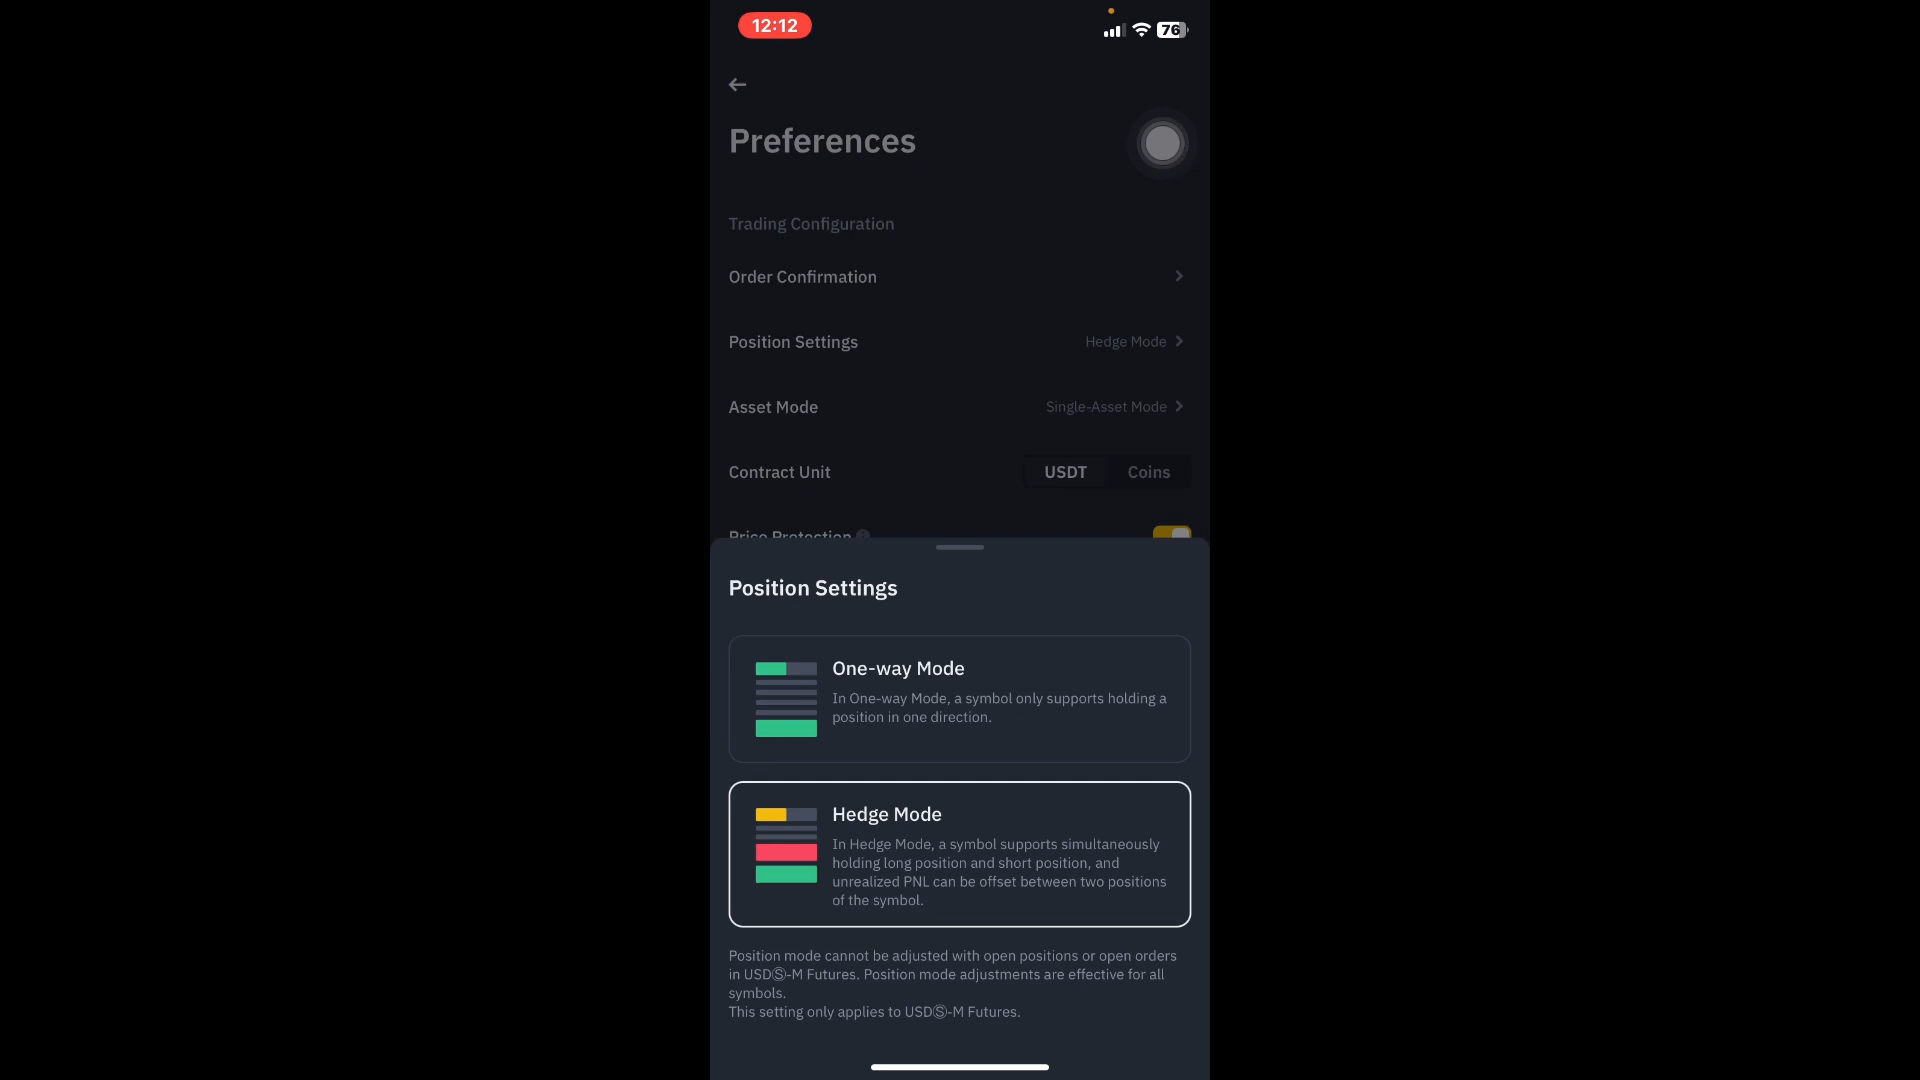 12:12
76
Preferences
Trading Configuration
Order Confirmation
Position Settings
Hedge Mode
Asset Mode
Single-Asset Mode
Contract Unit
USDT
Coins
Price Protection
Position Settings
One-way Mode
In One-way Mode, a symbol only supports holding a
position in one direction.
Hedge Mode
In Hedge Mode, a symbol supports simultaneously
holding long position and short position, and
unrealized PNL can be offset between two positions
of the symbol.
Position mode cannot be adjusted with open positions or open orders
in USDⓈ-M Futures. Position mode adjustments are effective for all
symbols.
This setting only applies to USDⓈ-M Futures.